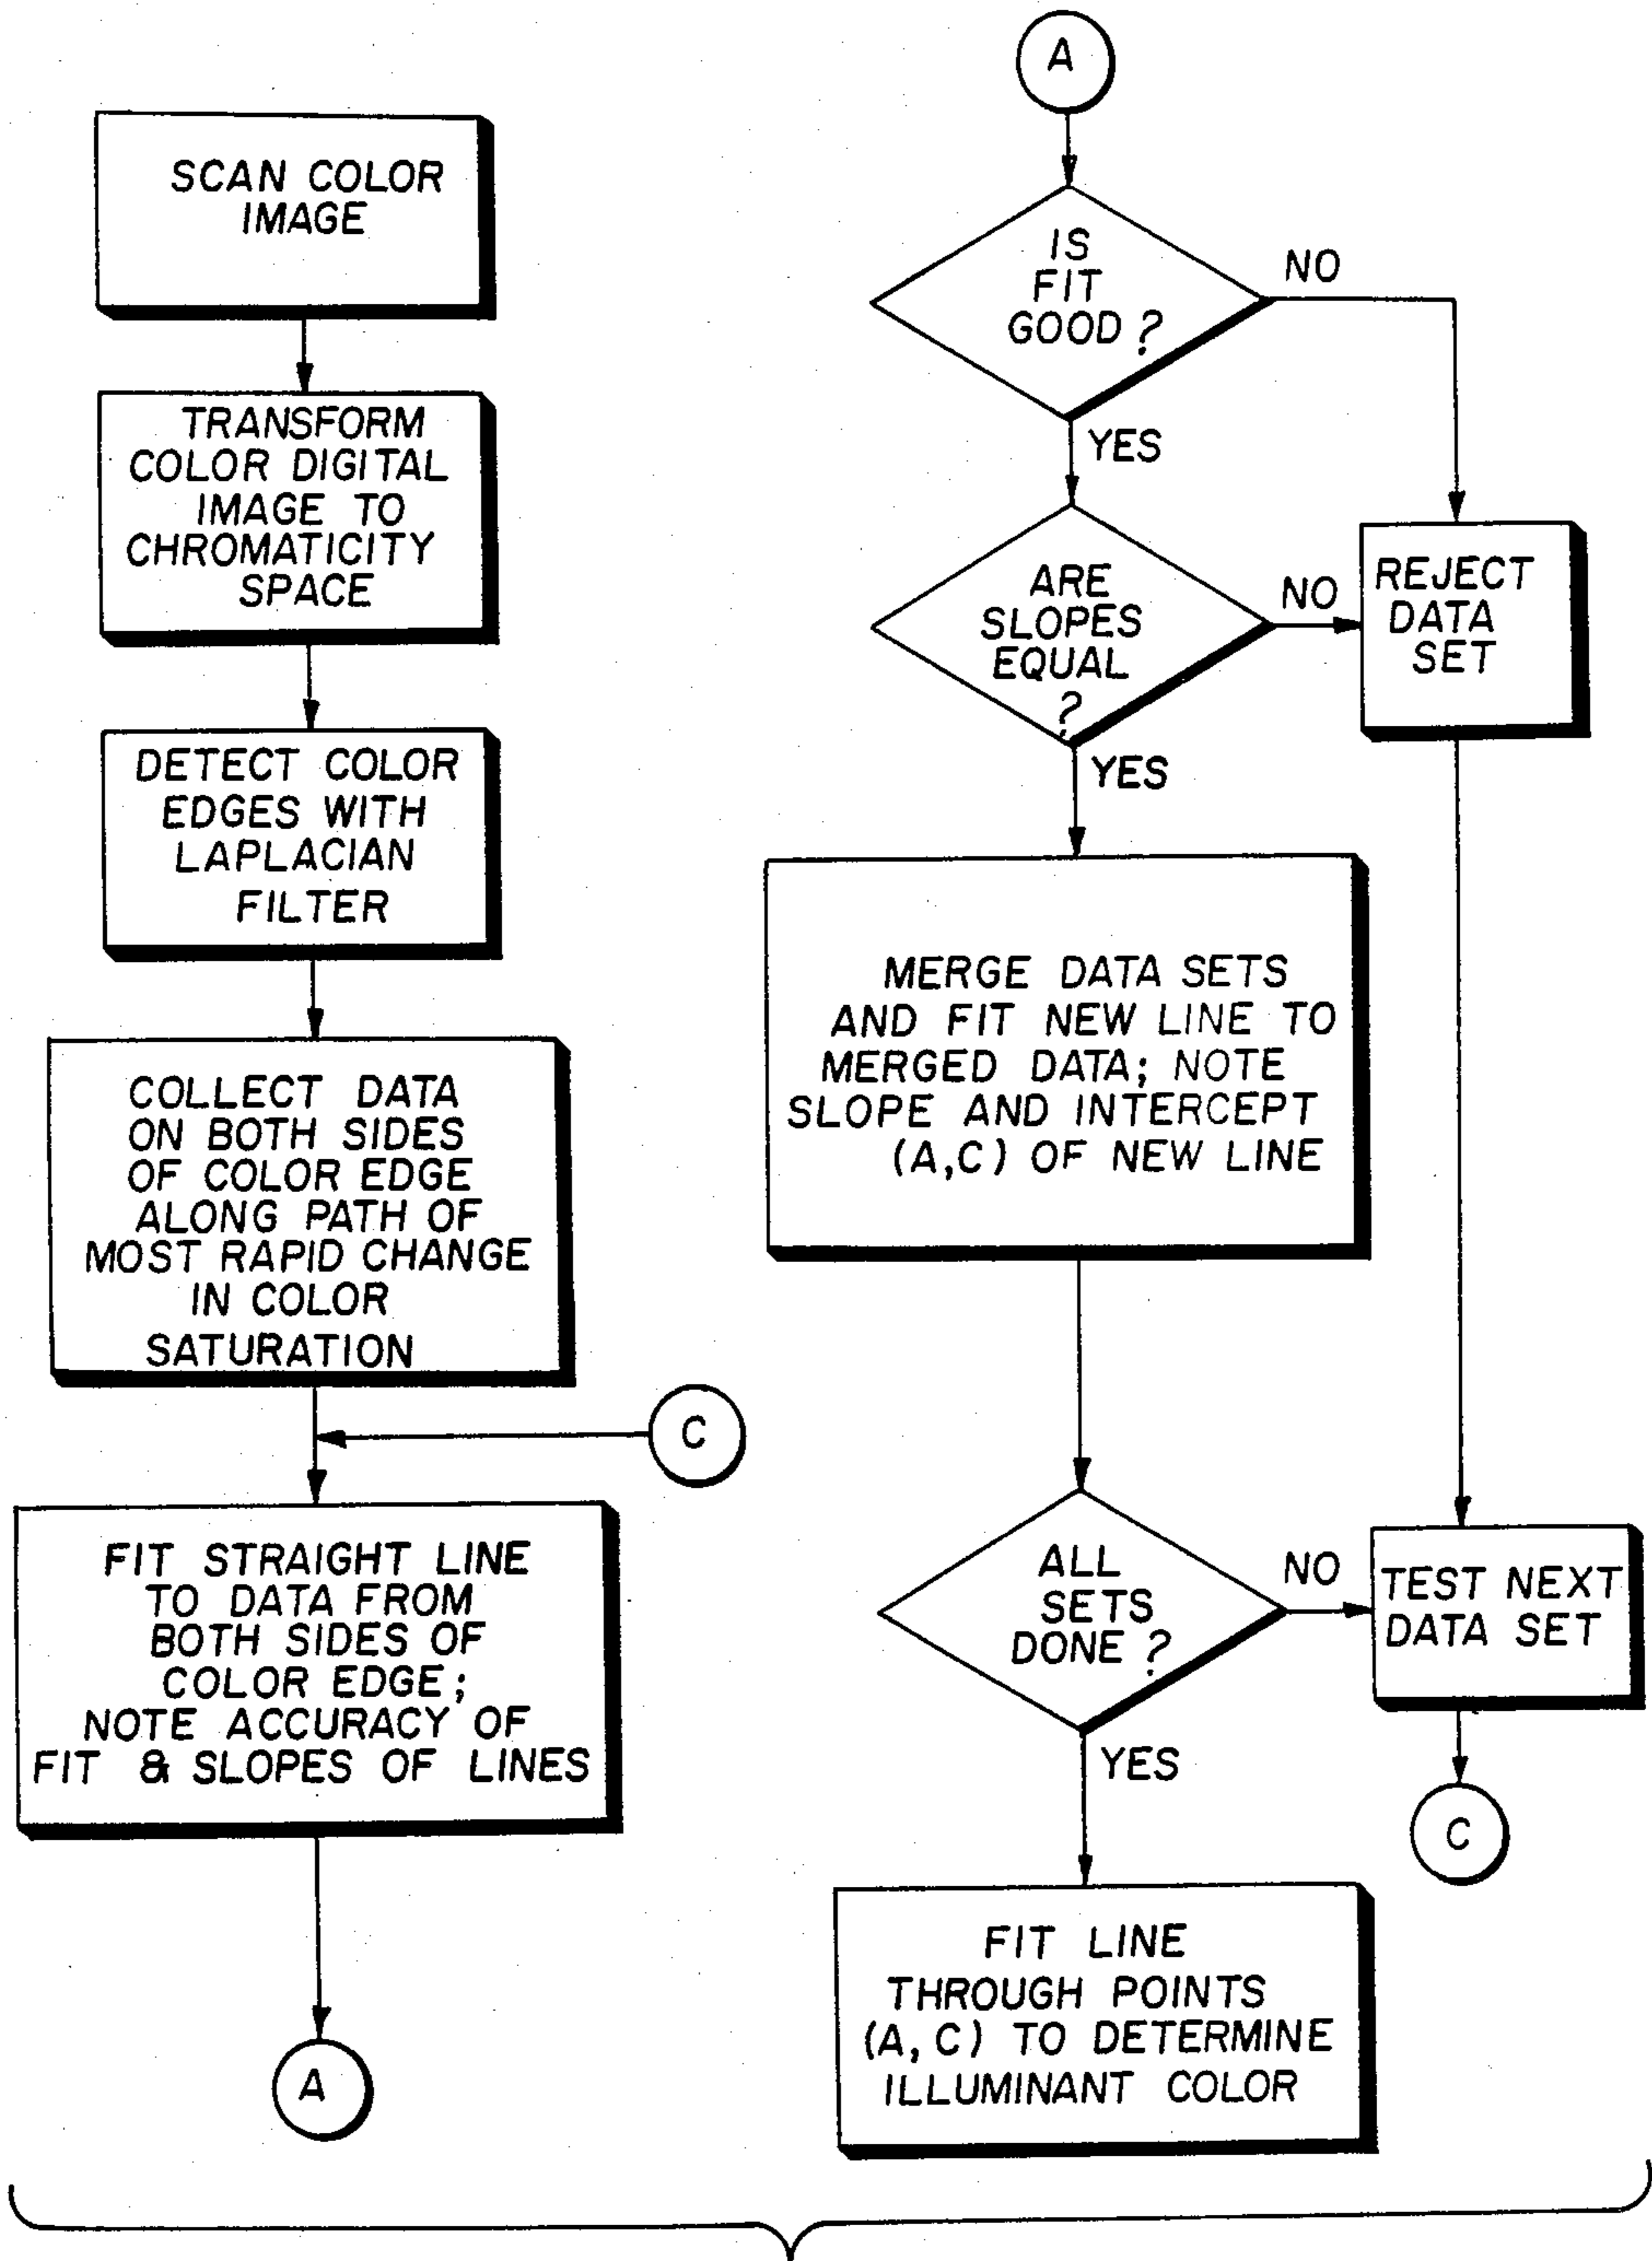 SCAN COLOR
IMAGE
TRANSFORM
COLOR DIGITAL
IMAGE TO
CHROMATICITY
SPACE
DETECT COLOR
EDGES WITH
LAPLACIAN
FILTER
COLLECT DATA
ON BOTH SIDES
OF COLOR EDGE
ALONG PATH OF
MOST RAPID CHANGE
IN COLOR
SATURATION
C
FIT STRAIGHT LINE
TO DATA FROM
BOTH SIDES OF
COLOR EDGE;
NOTE ACCURACY OF
FIT & SLOPES OF LINES
A
A
IS
FIT
GOOD ?
NO
YES
ARE
SLOPES
EQUAL
?
NO
REJECT
DATA
SET
YES
MERGE DATA SETS
AND FIT NEW LINE TO
MERGED DATA; NOTE
SLOPE AND INTERCEPT
(A,C) OF NEW LINE
ALL
SETS
DONE ?
NO
TEST NEXT
DATA SET
C
YES
FIT LINE
THROUGH POINTS
(A, C) TO DETERMINE
ILLUMINANT COLOR